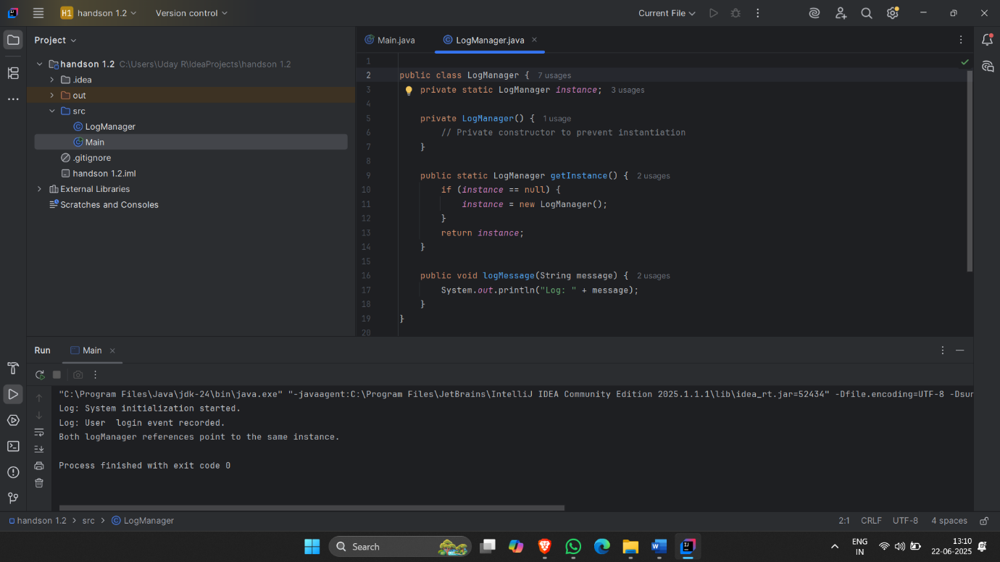 H1 handson 1.2 Version control Current File
Project
handson 1.2 C:\Users\Uday R\IdeaProjects\handson 1.2
.idea
out
src
LogManager
Main
.gitignore
handson 1.2.iml
External Libraries
Scratches and Consoles
Main.java LogManager.java
1
2 public class LogManager { 7 usages
3 private static LogManager instance; 3 usages
4
5 private LogManager() { 1 usage
6 // Private constructor to prevent instantiation
7 }
8
9 public static LogManager getInstance() { 2 usages
10 if (instance == null) {
11 instance = new LogManager();
12 }
13 return instance;
14 }
15
16 public void logMessage(String message) { 2 usages
17 System.out.println("Log: " + message);
18 }
19 }
20
Run Main
"C:\Program Files\Java\jdk-24\bin\java.exe" "-javaagent:C:\Program Files\JetBrains\IntelliJ IDEA Community Edition 2025.1.1.1\lib\idea_rt.jar=52434" -Dfile.encoding=UTF-8 -Dsun
Log: System initialization started.
Log: User  login event recorded.
Both logManager references point to the same instance.
Process finished with exit code 0
handson 1.2 > src > LogManager 2:1 CRLF UTF-8 4 spaces
Search
ENG
IN
13:10
22-06-2025